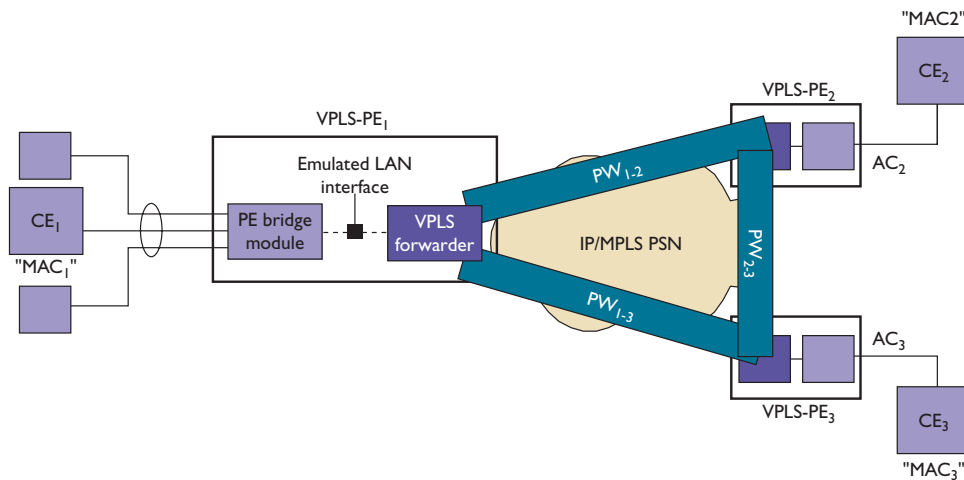 "MAC2"
CE₂
VPLS-PE₂
AC₂
VPLS-PE₁
Emulated LAN
interface
CE₁
"MAC₁"
PE bridge
module
VPLS
forwarder
PW₁₋₂
IP/MPLS PSN
PW₂₋₃
PW₁₋₃
AC₃
VPLS-PE₃
CE₃
"MAC₃"